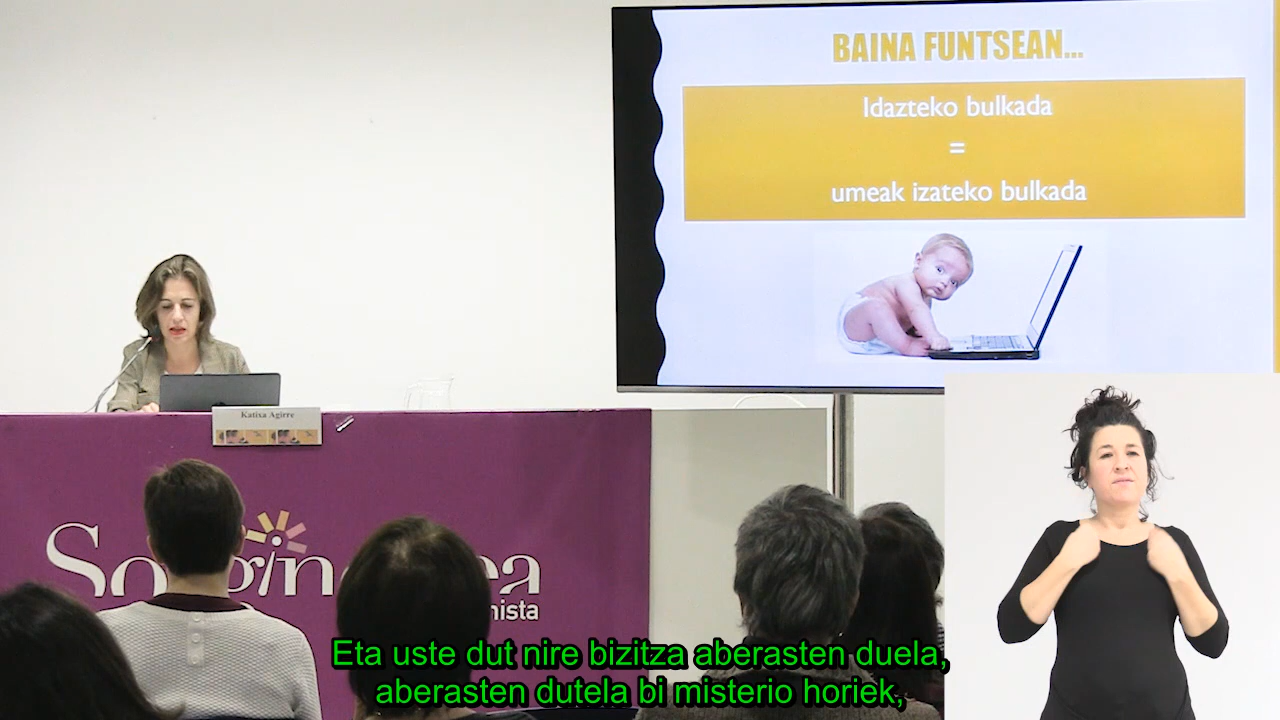 BAINA FUNTSEAN...
Idazteko bulkada
=
umeak izateko bulkada
Katixa Agirre
Eta uste dut nire bizitza aberasten duela,
aberasten dutela bi misterio horiek,